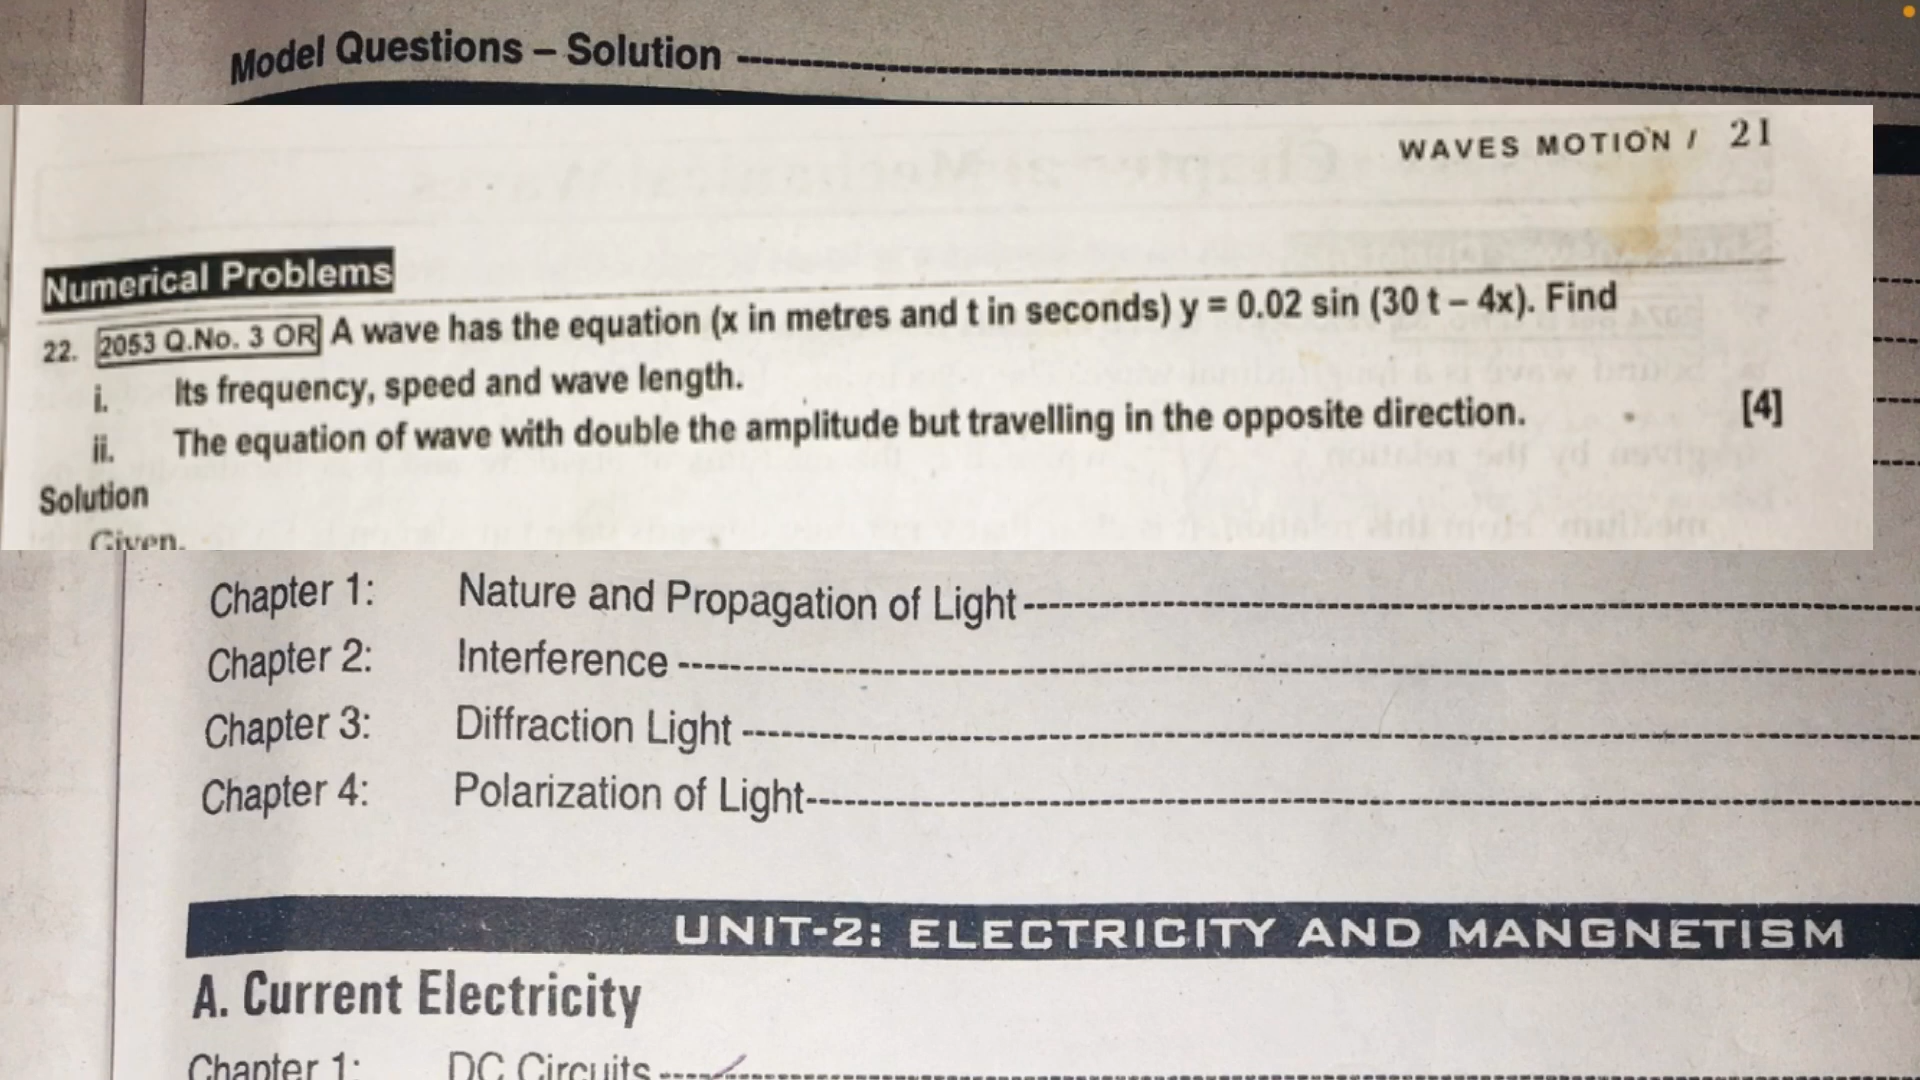 Model Questions – Solution
WAVES MOTION / 21
Numerical Problems
22. 2053 Q.No. 3 OR A wave has the equation (x in metres and t in seconds) y = 0.02 sin (30 t – 4x). Find
i. Its frequency, speed and wave length.
ii. The equation of wave with double the amplitude but travelling in the opposite direction. [4]
Solution
Given,
Chapter 1: Nature and Propagation of Light
Chapter 2: Interference
Chapter 3: Diffraction Light
Chapter 4: Polarization of Light
UNIT-2: ELECTRICITY AND MANGNETISM
A. Current Electricity
Chapter 1: DC Circuits